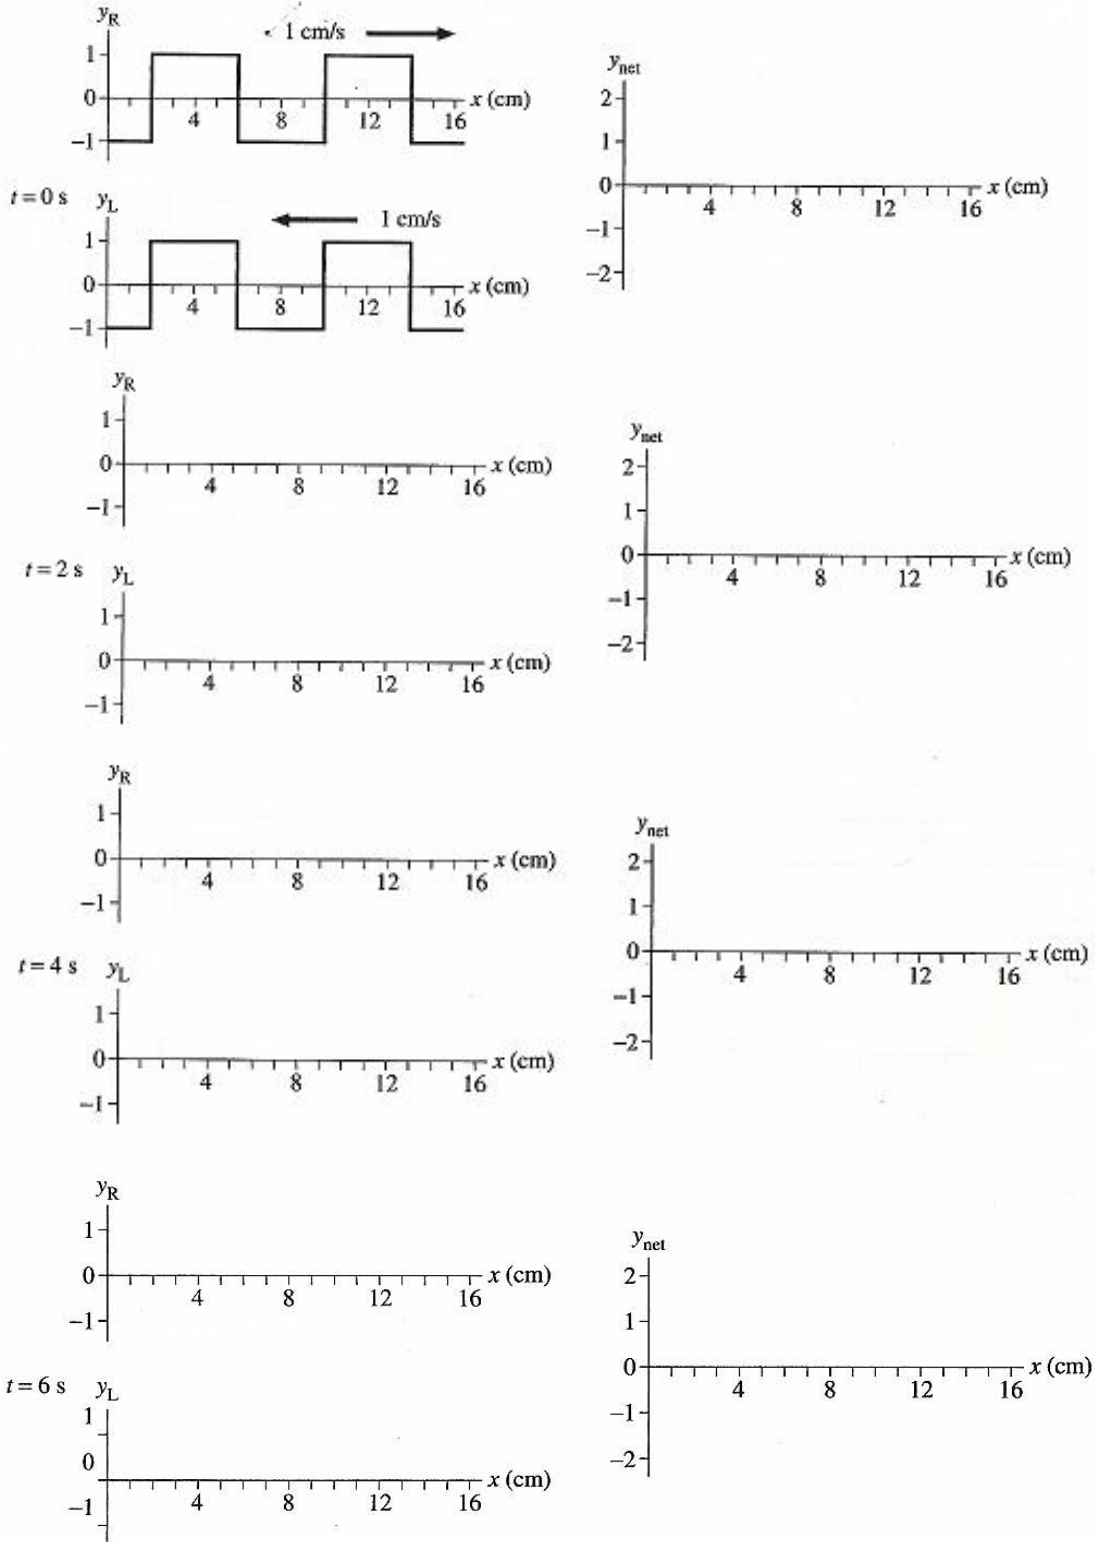 y_R
1 cm/s
1
0
x (cm)
4 8 12 16
−1
y_net
2
1
0
x (cm)
4 8 12 16
−1
−2
t = 0 s y_L
1 cm/s
1
0
x (cm)
4 8 12 16
−1
y_R
1
0
x (cm)
4 8 12 16
−1
y_net
2
1
0
x (cm)
4 8 12 16
−1
−2
t = 2 s y_L
1
0
x (cm)
4 8 12 16
−1
y_R
1
0
x (cm)
4 8 12 16
−1
y_net
2
1
0
x (cm)
4 8 12 16
−1
−2
t = 4 s y_L
1
0
x (cm)
4 8 12 16
−1
y_R
1
0
x (cm)
4 8 12 16
−1
y_net
2
1
0
x (cm)
4 8 12 16
−1
−2
t = 6 s y_L
1
0
x (cm)
4 8 12 16
−1